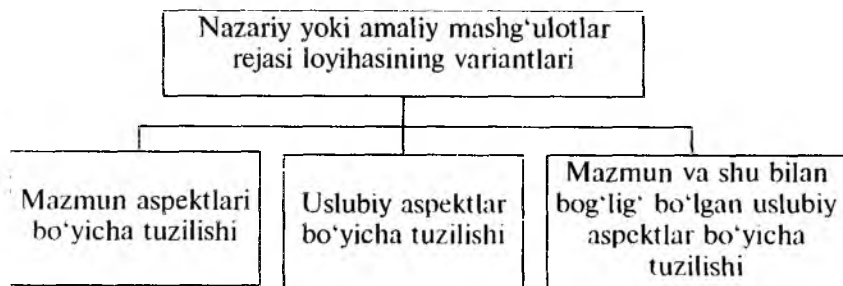 Nazariy yoki amaliy mashg‘ulotlar
rejasi loyihasining variantlari
Mazmun aspektlari
bo‘yicha tuzilishi
Uslubiy aspektlar
bo‘yicha tuzilishi
Mazmun va shu bilan
bog‘lig‘ bo‘lgan uslubiy
aspektlar bo‘yicha
tuzilishi